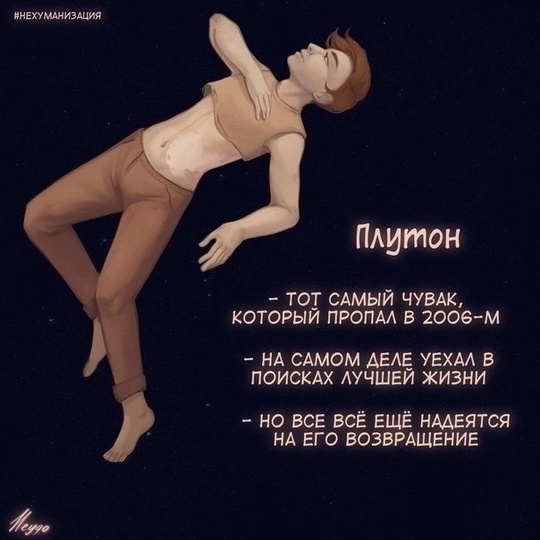 #НЕХУМАНИЗАЦИЯ
Плутон
– ТОТ САМЫЙ ЧУВАК,
КОТОРЫЙ ПРОПАЛ В 2006-М
– НА САМОМ ДЕЛЕ УЕХАЛ В
ПОИСКАХ ЛУЧШЕЙ ЖИЗНИ
– НО ВСЕ ВСЁ ЕЩЁ НАДЕЯТСЯ
НА ЕГО ВОЗВРАЩЕНИЕ